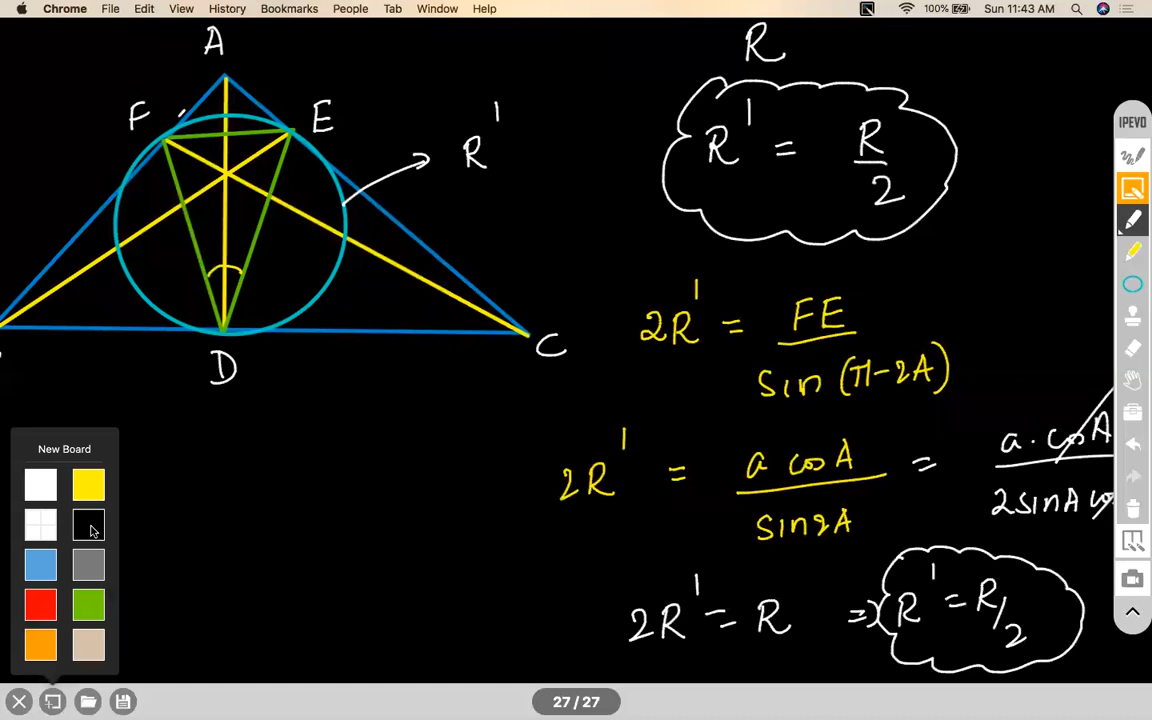 Chrome File Edit View History Bookmarks People Tab Window Help 100% Sun 11:43 AM
A
F
E
R'
D
C
R
R' = R/2
2R' = FE/sin(π-2A)
2R' = a cosA/sin2A = a.cosA/2sinA cos
2R' = R ⇒ R' = R/2
IPEVO
New Board
27 / 27